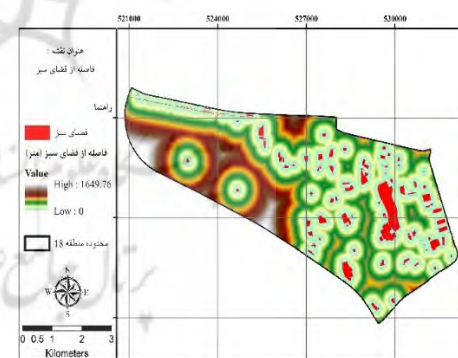 521000 524000 527000 530000
عنوان نقشه :
فاصله از فضای سبز
راهنما
فضای سبز
فاصله از فضای سبز (متر)
Value
High : 1649.76
Low : 0
محدوده منطقه 18
N
W E
S
0 0.5 1 2 3
Kilometers